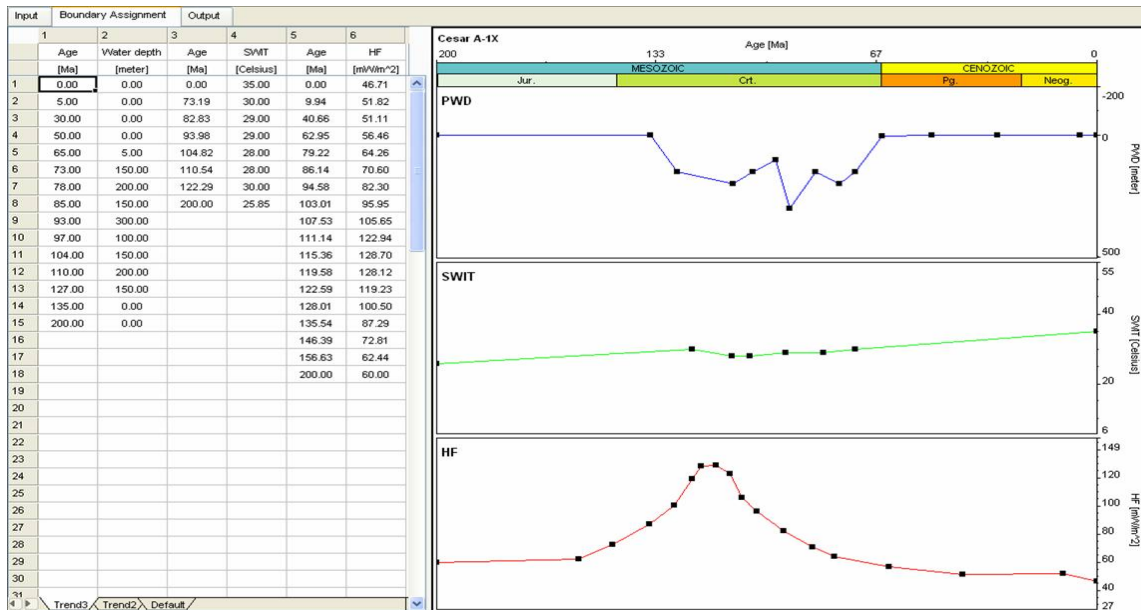 Input Boundary Assignment Output
1 2 3 4 5 6
Age Water depth Age SWIT Age HF
[Ma] [meter] [Ma] [Celsius] [Ma] [mW/m^2]
1 0.00 0.00 0.00 35.00 0.00 46.71
2 5.00 0.00 73.19 30.00 9.94 51.82
3 30.00 0.00 82.83 29.00 40.66 51.11
4 50.00 0.00 93.98 29.00 62.95 56.46
5 65.00 5.00 104.82 28.00 79.22 64.26
6 73.00 150.00 110.54 28.00 86.14 70.60
7 78.00 200.00 122.29 30.00 94.58 82.30
8 85.00 150.00 200.00 25.85 103.01 95.95
9 93.00 300.00 107.53 105.65
10 97.00 100.00 111.14 122.94
11 104.00 150.00 115.36 128.70
12 110.00 200.00 119.58 128.12
13 127.00 150.00 122.59 119.23
14 135.00 0.00 128.01 100.50
15 200.00 0.00 135.54 87.29
16 146.39 72.81
17 156.63 62.44
18 200.00 60.00
19
20
21
22
23
24
25
26
27
28
29
30
31
Trend3 Trend2 Default
Cesar A-1X
Age [Ma]
200 133 67 0
MESOZOIC CENOZOIC
Jur. Crt. Pg. Neog.
PWD
-200
0
500
PWD [meter]
SWIT
55
40
20
6
SWIT [Celsius]
HF
149
120
100
80
60
40
27
HF [mW/m^2]